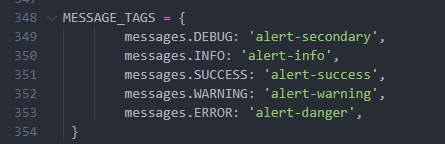 348 MESSAGE_TAGS = {
349         messages.DEBUG: 'alert-secondary',
350         messages.INFO: 'alert-info',
351         messages.SUCCESS: 'alert-success',
352         messages.WARNING: 'alert-warning',
353         messages.ERROR: 'alert-danger',
354  }